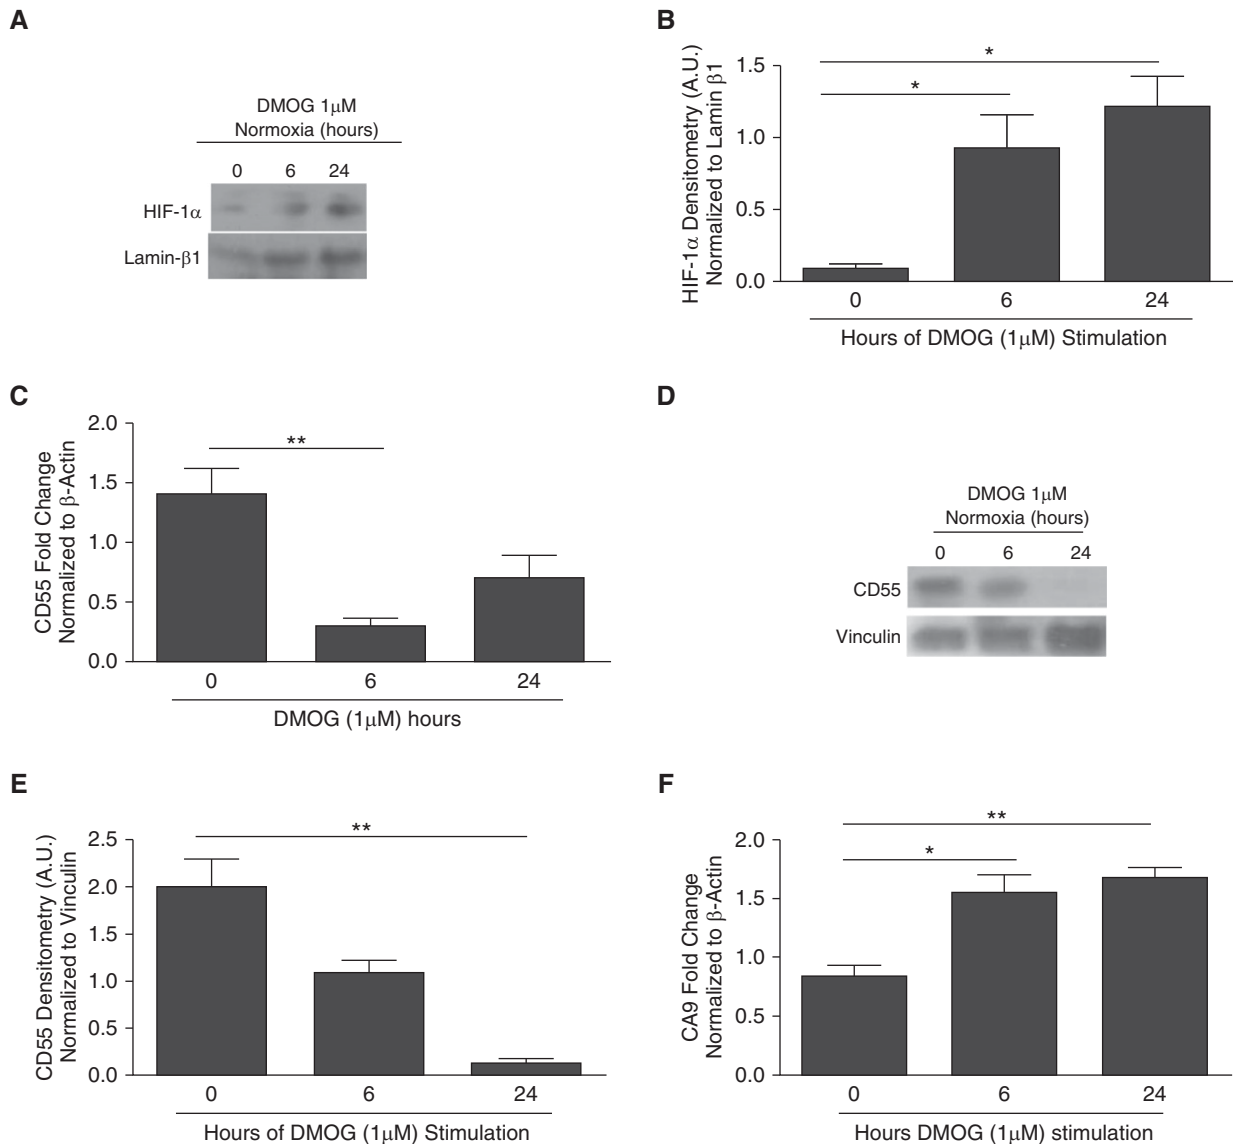 A
DMOG 1μM
Normoxia (hours)
0 6 24
HIF-1α
Lamin-β1
B
HIF-1α Densitometry (A.U.)
Normalized to Lamin β1
1.5
1.0
0.5
0.0
*
*
0 6 24
Hours of DMOG (1μM) Stimulation
C
CD55 Fold Change
Normalized to β-Actin
2.0
1.5
1.0
0.5
0.0
**
0 6 24
DMOG (1μM) hours
D
DMOG 1μM
Normoxia (hours)
0 6 24
CD55
Vinculin
E
CD55 Densitometry (A.U.)
Normalized to Vinculin
2.5
2.0
1.5
1.0
0.5
0.0
**
0 6 24
Hours of DMOG (1μM) Stimulation
F
CA9 Fold Change
Normalized to β-Actin
2.0
1.5
1.0
0.5
0.0
**
*
0 6 24
Hours DMOG (1μM) stimulation